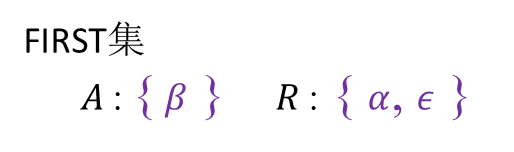 FIRST集
A : { β } R : { α, ϵ }